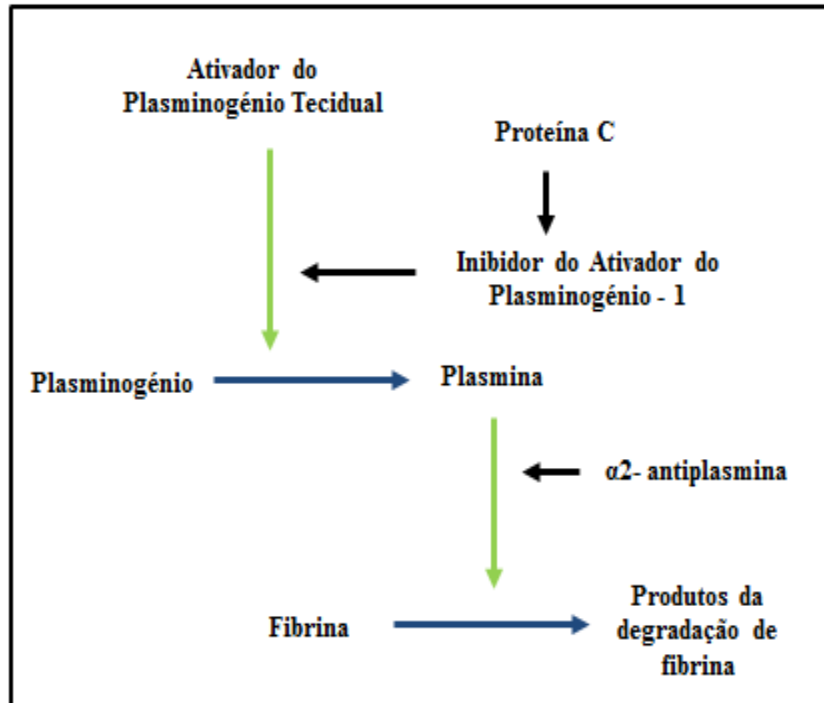 Ativador do
Plasminogénio Tecidual
Proteína C
Inibidor do Ativador do
Plasminogénio - 1
Plasminogénio
Plasmina
α2- antiplasmina
Fibrina
Produtos da
degradação de
fibrina